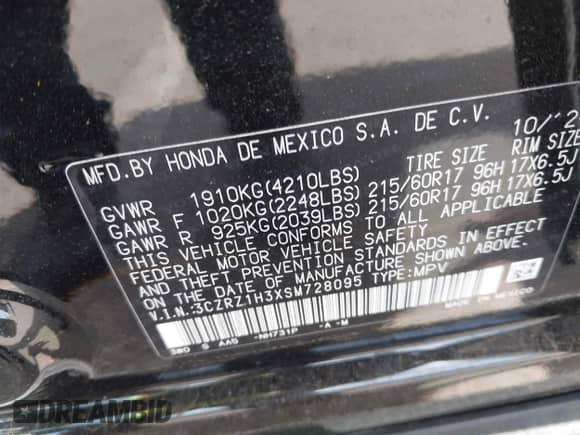 MFD.BY HONDA DE MEXICO S.A. DE C.V. 10/'2
TIRE SIZE RIM SIZE
GVWR 1910KG(4210LBS)
GAWR F 1020KG(2248LBS) 215/60R17 96H 17X6.5J
GAWR R 925KG(2039LBS) 215/60R17 96H 17X6.5J
THIS VEHICLE CONFORMS TO ALL APPLICABLE
FEDERAL MOTOR VEHICLE SAFETY
AND THEFT PREVENTION STANDARDS IN EFFECT
ON THE DATE OF MANUFACTURE SHOWN ABOVE.
V.I.N.:3CZRZ1H3XSM728095 TYPE:MPV
MADE IN MEXICO
NH731P -A -M
DREAMBID